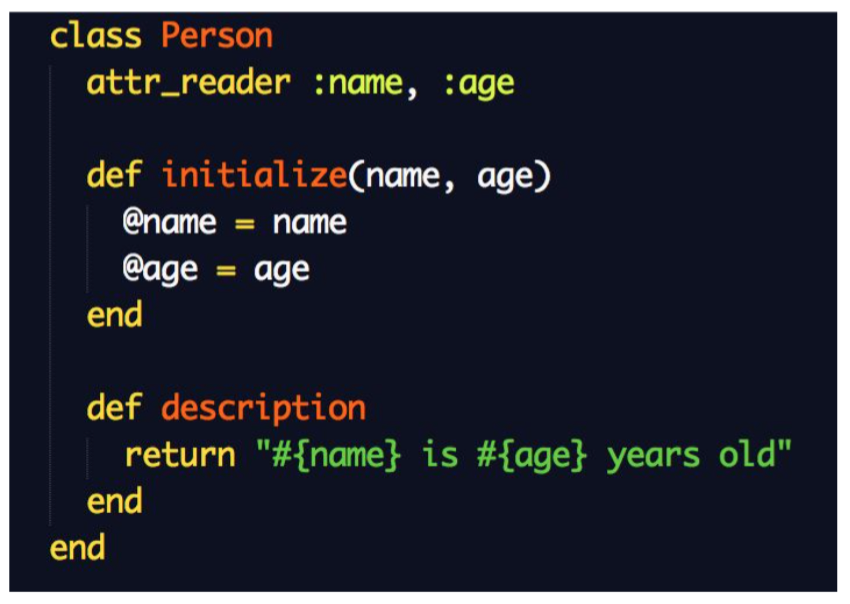 class Person
  attr_reader :name, :age

  def initialize(name, age)
    @name = name
    @age = age
  end

  def description
    return "#{name} is #{age} years old"
  end
end